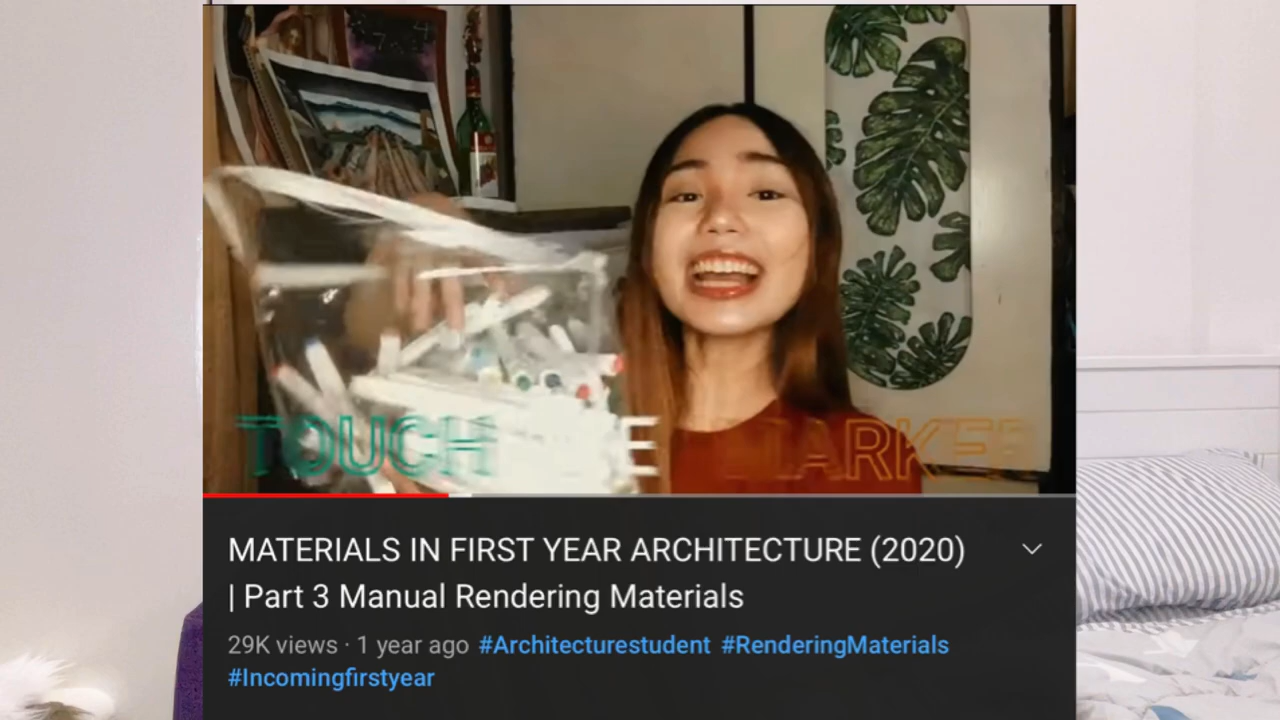 TOUCH MARKER
MATERIALS IN FIRST YEAR ARCHITECTURE (2020)
| Part 3 Manual Rendering Materials
29K views · 1 year ago #Architecturestudent #RenderingMaterials
#Incomingfirstyear